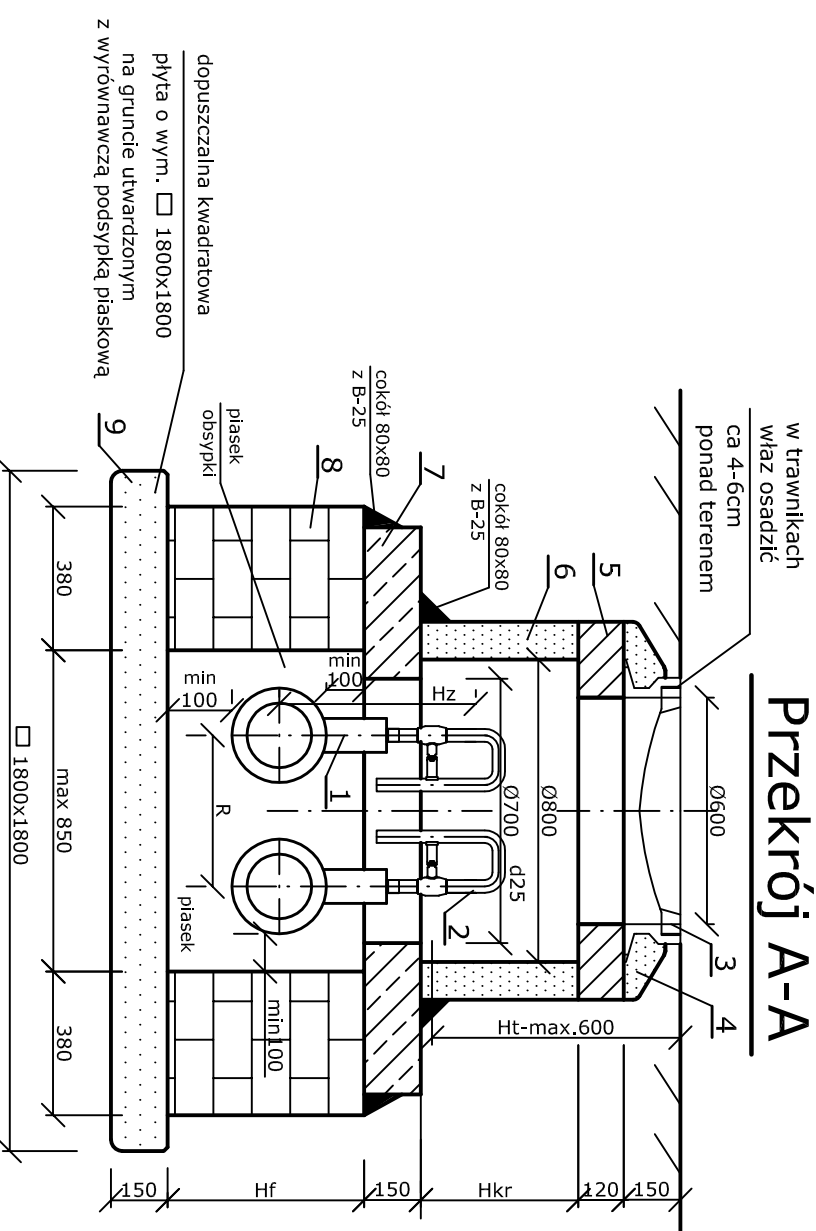 Przekrój A-A
w trawnikach
właz osadzić
ca 4-6cm
ponad terenem
Ø600
3
4
5
6
cokół 80x80
z B-25
7
cokół 80x80
z B-25
8
piasek
obsypki
9
dopuszczalna kwadratowa
płyta o wym. □ 1800x1800
na gruncie utwardzonym
z wyrównawczą podsypką piaskową
Ø800
Ø700
d25
2
1
Hz
min
100
min
100
R
piasek
min100
Ht-max.600
150
Hf
150
Hkr
120
150
380
max 850
380
□ 1800x1800